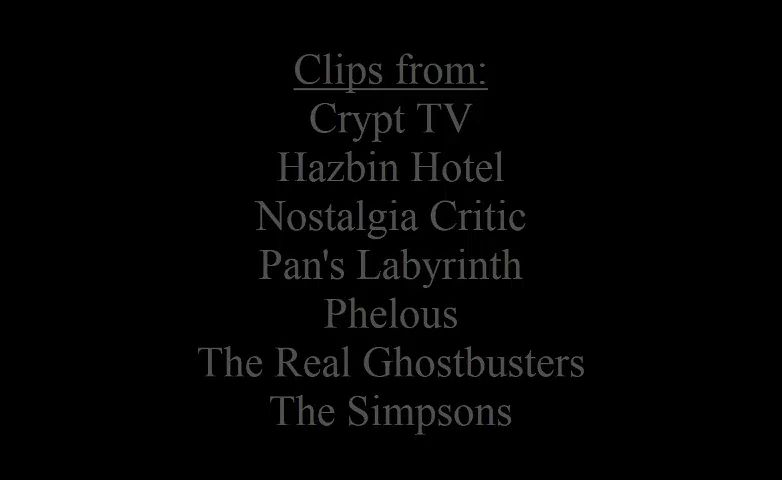 Clips from:
Crypt TV
Hazbin Hotel
Nostalgia Critic
Pan's Labyrinth
Phelous
The Real Ghostbusters
The Simpsons